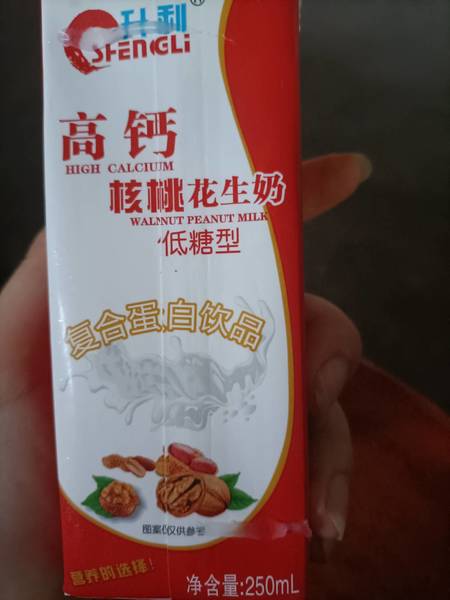 升利®
SHENGLi
高钙
HIGH CALCIUM
核桃花生奶
WALNUT PEANUT MILK
低糖型
复合蛋白饮品
图案仅供参考
营养的选择!
净含量:250mL